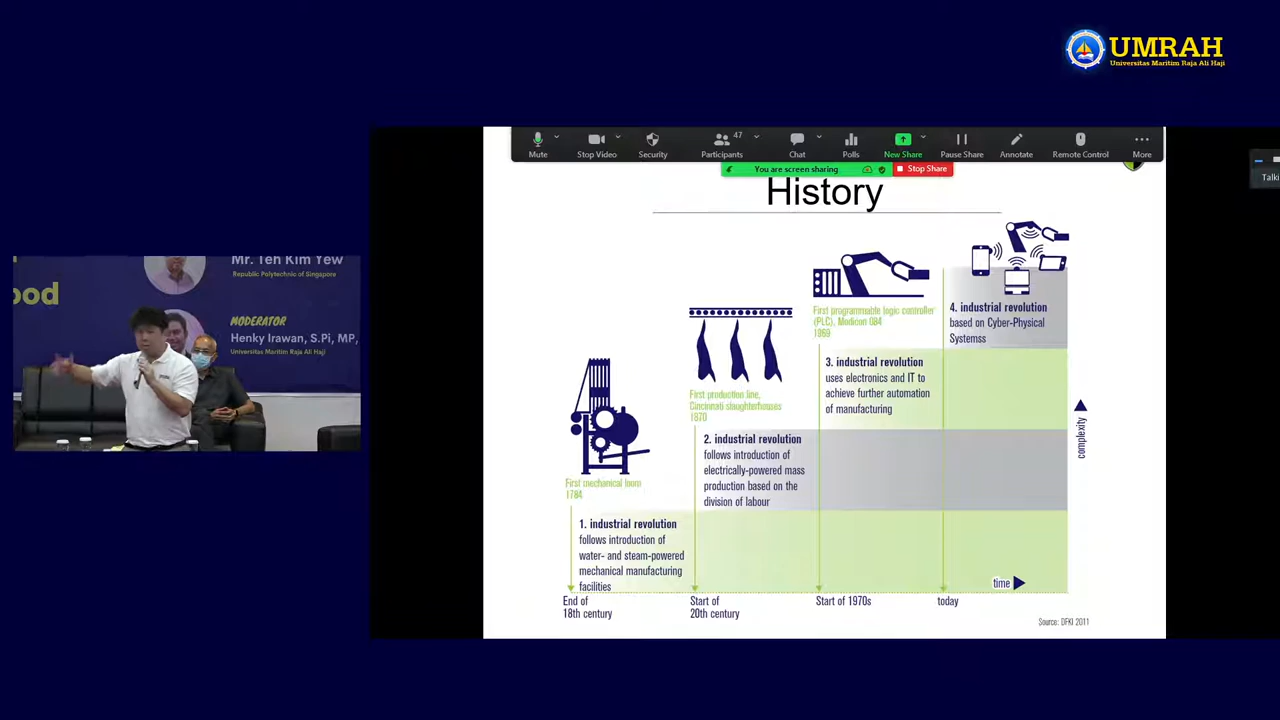 UMRAH
Universitas Maritim Raja Ali Haji
47
Mute
Stop Video
Security
Participants
Chat
Polls
New Share
Pause Share
Annotate
Remote Control
More
You are screen sharing
Stop Share
Talki
History
ood
Mr. Teh Kim Yew
Republic Polytechnic of Singapore
MODERATOR
Henky Irawan, S.Pi, MP,
Universitas Maritim Raja Ali Haji
First mechanical loom
1784
1. industrial revolution
follows introduction of
water- and steam-powered
mechanical manufacturing
facilities
End of
18th century
First production line,
Cincinnati slaughterhouses
1870
2. industrial revolution
follows introduction of
electrically-powered mass
production based on the
division of labour
Start of
20th century
First programmable logic controller
(PLC), Modicon 084
1969
3. industrial revolution
uses electronics and IT to
achieve further automation
of manufacturing
Start of 1970s
4. industrial revolution
based on Cyber-Physical
Systemss
today
time
complexity
Source: DFKI 2011